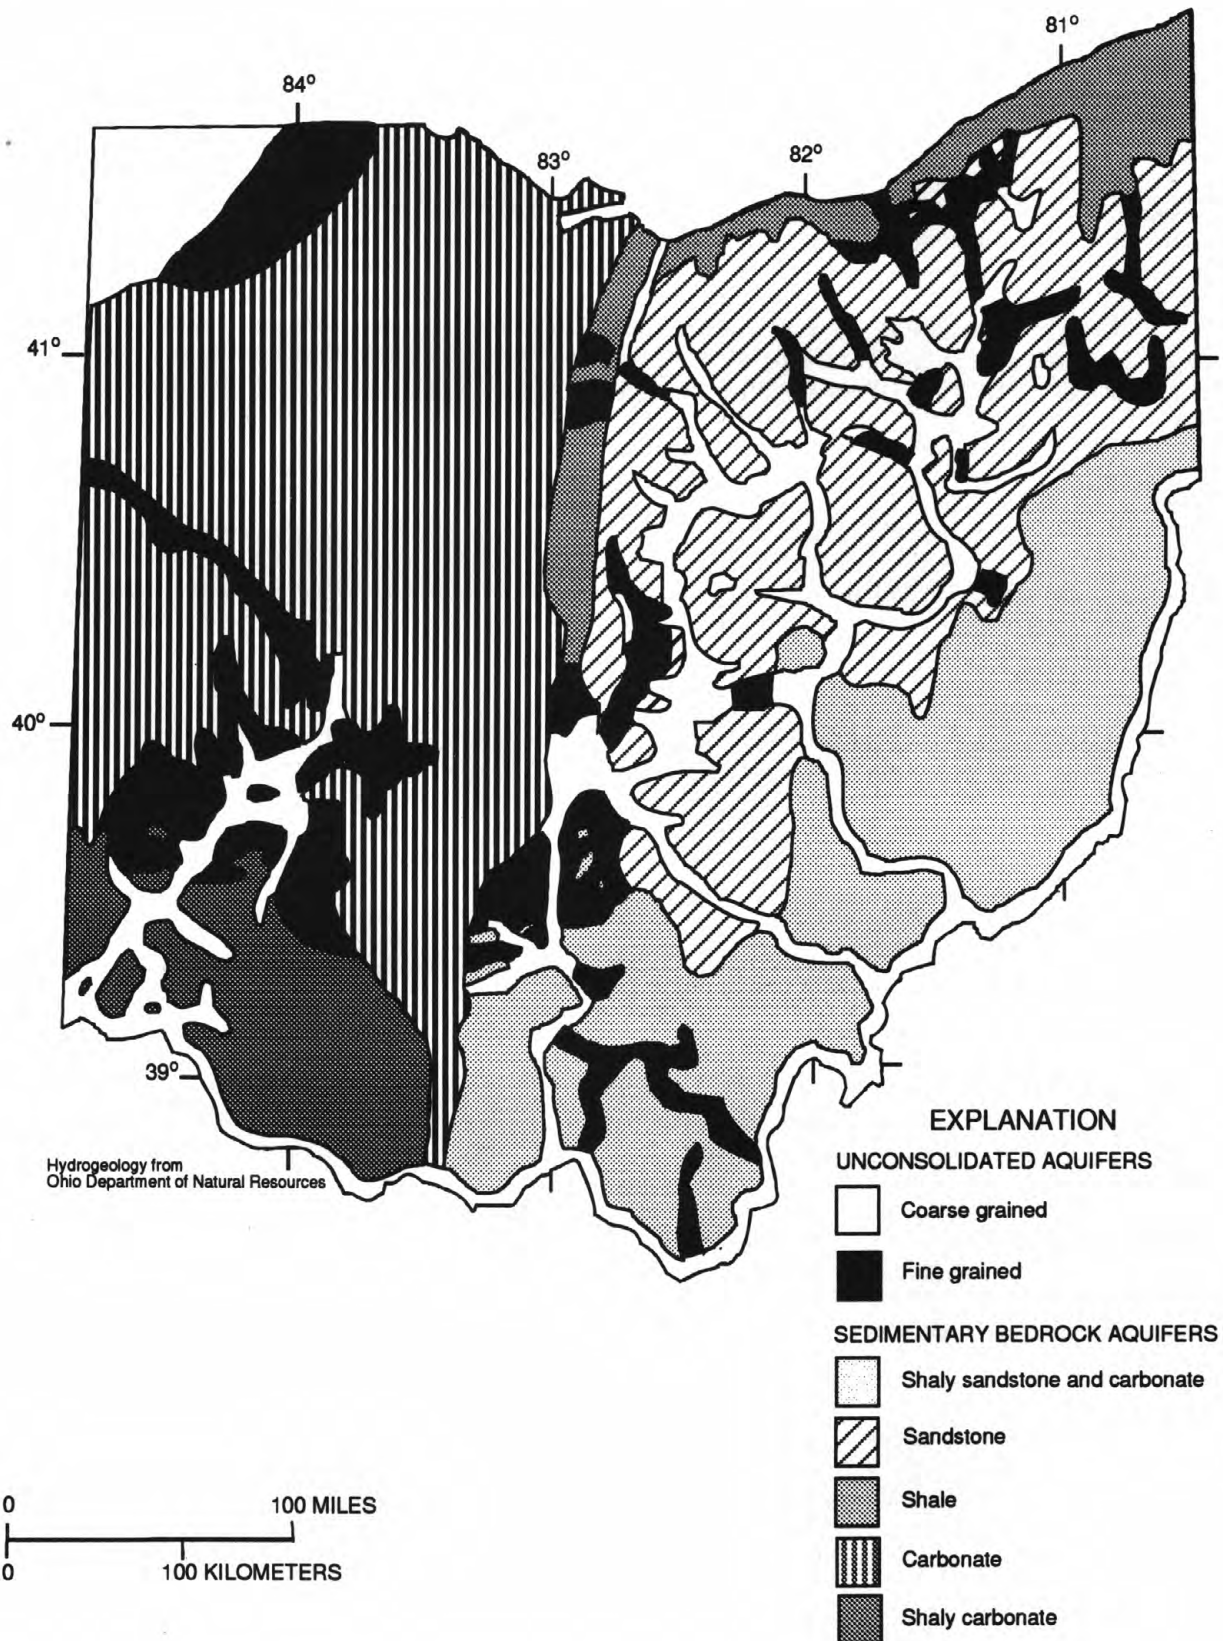 81°
84°
83°
82°
41°
40°
39°
Hydrogeology from
Ohio Department of Natural Resources
EXPLANATION
UNCONSOLIDATED AQUIFERS
Coarse grained
Fine grained
SEDIMENTARY BEDROCK AQUIFERS
Shaly sandstone and carbonate
Sandstone
Shale
Carbonate
Shaly carbonate
0 100 MILES
0 100 KILOMETERS